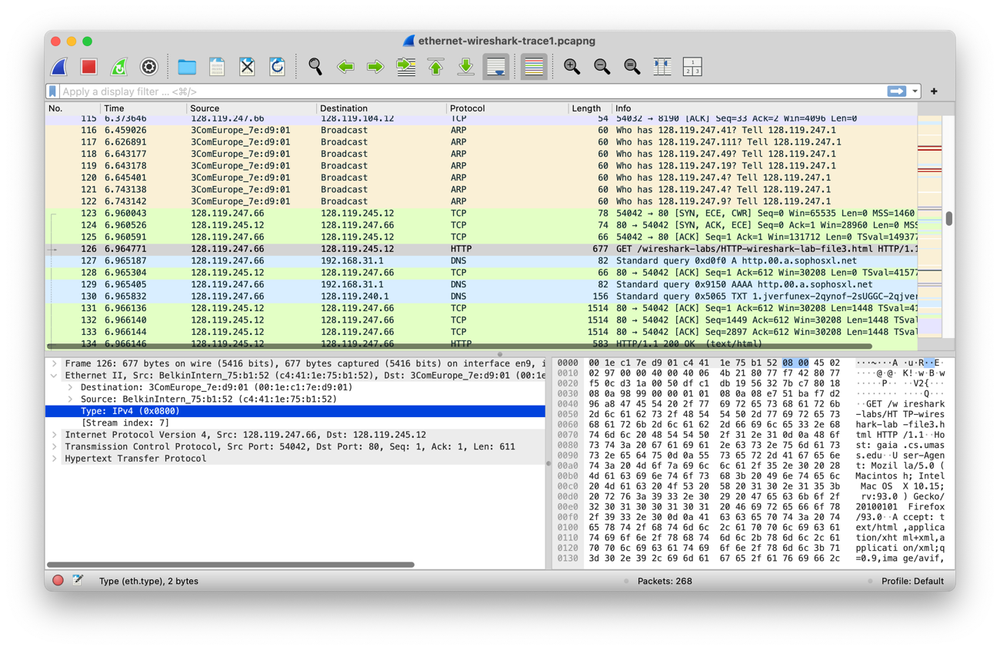 ethernet-wireshark-trace1.pcapng
Apply a display filter ... <⌘/>
No. Time Source Destination Protocol Length Info
115 6.373646 128.119.247.66 128.119.104.12 TCP 54 54032 → 8190 [ACK] Seq=33 Ack=2 Win=4096 Len=0
116 6.459026 3ComEurope_7e:d9:01 Broadcast ARP 60 Who has 128.119.247.41? Tell 128.119.247.1
117 6.626891 3ComEurope_7e:d9:01 Broadcast ARP 60 Who has 128.119.247.111? Tell 128.119.247.1
118 6.643177 3ComEurope_7e:d9:01 Broadcast ARP 60 Who has 128.119.247.49? Tell 128.119.247.1
119 6.643178 3ComEurope_7e:d9:01 Broadcast ARP 60 Who has 128.119.247.19? Tell 128.119.247.1
120 6.645401 3ComEurope_7e:d9:01 Broadcast ARP 60 Who has 128.119.247.4? Tell 128.119.247.1
121 6.743138 3ComEurope_7e:d9:01 Broadcast ARP 60 Who has 128.119.247.4? Tell 128.119.247.1
122 6.743142 3ComEurope_7e:d9:01 Broadcast ARP 60 Who has 128.119.247.9? Tell 128.119.247.1
123 6.960043 128.119.247.66 128.119.245.12 TCP 78 54042 → 80 [SYN, ECE, CWR] Seq=0 Win=65535 Len=0 MSS=1460
124 6.960526 128.119.245.12 128.119.247.66 TCP 74 80 → 54042 [SYN, ACK, ECE] Seq=0 Ack=1 Win=28960 Len=0 MSS
125 6.960591 128.119.247.66 128.119.245.12 TCP 66 54042 → 80 [ACK] Seq=1 Ack=1 Win=131712 Len=0 TSval=149377
126 6.964771 128.119.247.66 128.119.245.12 HTTP 677 GET /wireshark-labs/HTTP-wireshark-lab-file3.html HTTP/1.1
127 6.965187 128.119.247.66 192.168.31.1 DNS 82 Standard query 0xd0f0 A http.00.a.sophosxl.net
128 6.965304 128.119.245.12 128.119.247.66 TCP 66 80 → 54042 [ACK] Seq=1 Ack=612 Win=30208 Len=0 TSval=41577
129 6.965405 128.119.247.66 192.168.31.1 DNS 82 Standard query 0x9150 AAAA http.00.a.sophosxl.net
130 6.965832 128.119.247.66 128.119.240.1 DNS 156 Standard query 0x5065 TXT 1.jverfunex-2qynof-2sUGGC-2qjver
131 6.966136 128.119.245.12 128.119.247.66 TCP 1514 80 → 54042 [ACK] Seq=1 Ack=612 Win=30208 Len=1448 TSval=41
132 6.966140 128.119.245.12 128.119.247.66 TCP 1514 80 → 54042 [ACK] Seq=1449 Ack=612 Win=30208 Len=1448 TSva
133 6.966144 128.119.245.12 128.119.247.66 TCP 1514 80 → 54042 [ACK] Seq=2897 Ack=612 Win=30208 Len=1448 TSva
134 6.966146 128.119.245.12 128.119.247.66 HTTP 583 HTTP/1.1 200 OK (text/html)
Frame 126: 677 bytes on wire (5416 bits), 677 bytes captured (5416 bits) on interface en9, i
Ethernet II, Src: BelkinIntern_75:b1:52 (c4:41:1e:75:b1:52), Dst: 3ComEurope_7e:d9:01 (00:1e
Destination: 3ComEurope_7e:d9:01 (00:1e:c1:7e:d9:01)
Source: BelkinIntern_75:b1:52 (c4:41:1e:75:b1:52)
Type: IPv4 (0x0800)
[Stream index: 7]
Internet Protocol Version 4, Src: 128.119.247.66, Dst: 128.119.245.12
Transmission Control Protocol, Src Port: 54042, Dst Port: 80, Seq: 1, Ack: 1, Len: 611
Hypertext Transfer Protocol
0000 00 1e c1 7e d9 01 c4 41 1e 75 b1 52 08 00 45 02 ···~···A ·u·R··E·
0010 02 97 00 00 40 00 40 06 4b 21 80 77 f7 42 80 77 ····@·@· K!·w·B·w
0020 f5 0c d3 1a 00 50 df c1 db 19 56 32 7b c7 80 18 ·····P·· ··V2{···
0030 08 0a 98 99 00 00 01 01 08 0a 08 e7 51 ba f7 d2 ········ ····Q···
0040 96 a8 47 45 54 20 2f 77 69 72 65 73 68 61 72 6b ··GET /w ireshark
0050 2d 6c 61 62 73 2f 48 54 54 50 2d 77 69 72 65 73 -labs/HT TP-wires
0060 68 61 72 6b 2d 6c 61 62 2d 66 69 6c 65 33 2e 68 hark-lab -file3.h
0070 74 6d 6c 20 48 54 54 50 2f 31 2e 31 0d 0a 48 6f tml HTTP /1.1··Ho
0080 73 74 3a 20 67 61 69 61 2e 63 73 2e 75 6d 61 73 st: gaia .cs.umas
0090 73 2e 65 64 75 0d 0a 55 73 65 72 2d 41 67 65 6e s.edu··U ser-Agen
00a0 74 3a 20 4d 6f 7a 69 6c 6c 61 2f 35 2e 30 20 28 t: Mozil la/5.0 (
00b0 4d 61 63 69 6e 74 6f 73 68 3b 20 49 6e 74 65 6c Macintos h; Intel
00c0 20 4d 61 63 20 4f 53 20 58 20 31 30 2e 31 35 3b Mac OS X 10.15;
00d0 20 72 76 3a 39 33 2e 30 29 20 47 65 63 6b 6f 2f rv:93.0 ) Gecko/
00e0 32 30 31 30 30 31 30 31 20 46 69 72 65 66 6f 78 20100101 Firefox
00f0 2f 39 33 2e 30 0d 0a 41 63 63 65 70 74 3a 20 74 /93.0··A ccept: t
0100 65 78 74 2f 68 74 6d 6c 2c 61 70 70 6c 69 63 61 ext/html ,applica
0110 74 69 6f 6e 2f 78 68 74 6d 6c 2b 78 6d 6c 2c 61 tion/xht ml+xml,a
0120 70 70 6c 69 63 61 74 69 6f 6e 2f 78 6d 6c 3b 71 pplicati on/xml;q
0130 3d 30 2e 39 2c 69 6d 61 67 65 2f 61 76 69 66 2c =0.9,ima ge/avif,
Type (eth.type), 2 bytes
Packets: 268
Profile: Default